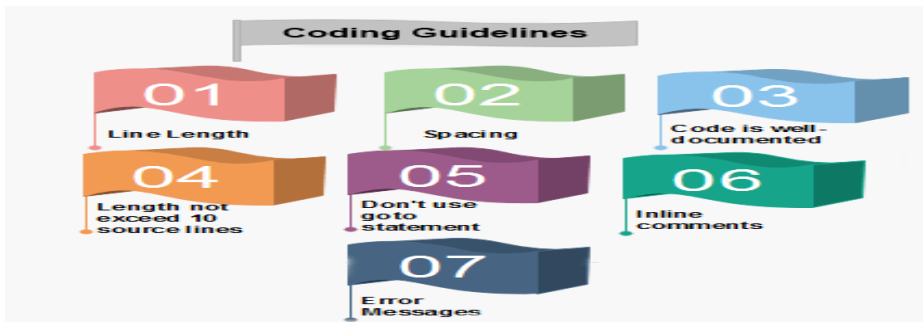 Coding Guidelines
01
Line Length
02
Spacing
03
Code is well-
documented
04
Length not
exceed 10
source lines
05
Don't use
goto
statement
06
Inline
comments
07
Error
Messages